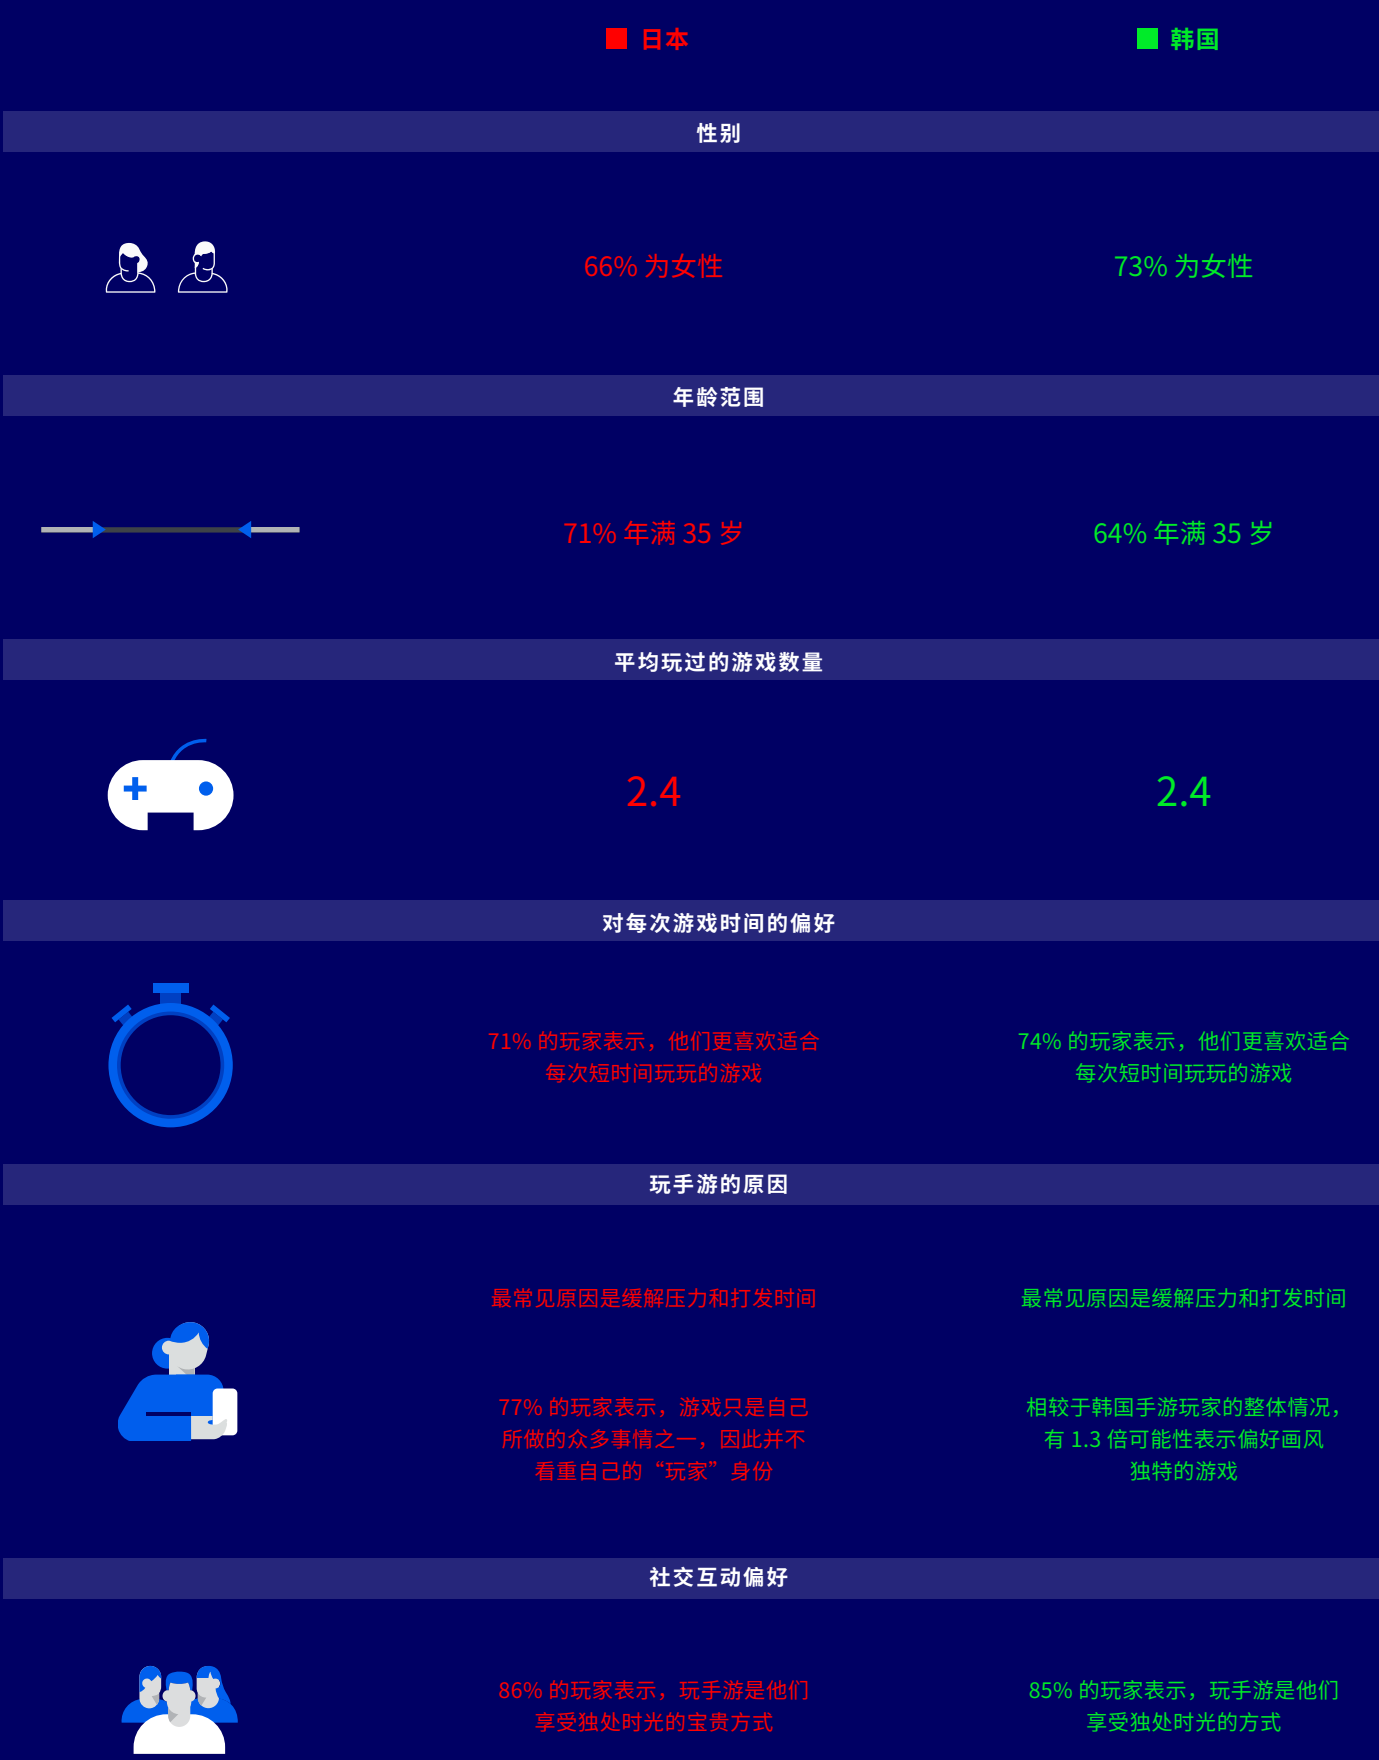 日本
韩国
性别
66% 为女性
73% 为女性
年龄范围
71% 年满 35 岁
64% 年满 35 岁
平均玩过的游戏数量
2.4
2.4
对每次游戏时间的偏好
71% 的玩家表示，他们更喜欢适合
每次短时间玩玩的游戏
74% 的玩家表示，他们更喜欢适合
每次短时间玩玩的游戏
玩手游的原因
最常见原因是缓解压力和打发时间
最常见原因是缓解压力和打发时间
77% 的玩家表示，游戏只是自己
所做的众多事情之一，因此并不
看重自己的“玩家”身份
相较于韩国手游玩家的整体情况，
有 1.3 倍可能性表示偏好画风
独特的游戏
社交互动偏好
86% 的玩家表示，玩手游是他们
享受独处时光的宝贵方式
85% 的玩家表示，玩手游是他们
享受独处时光的方式